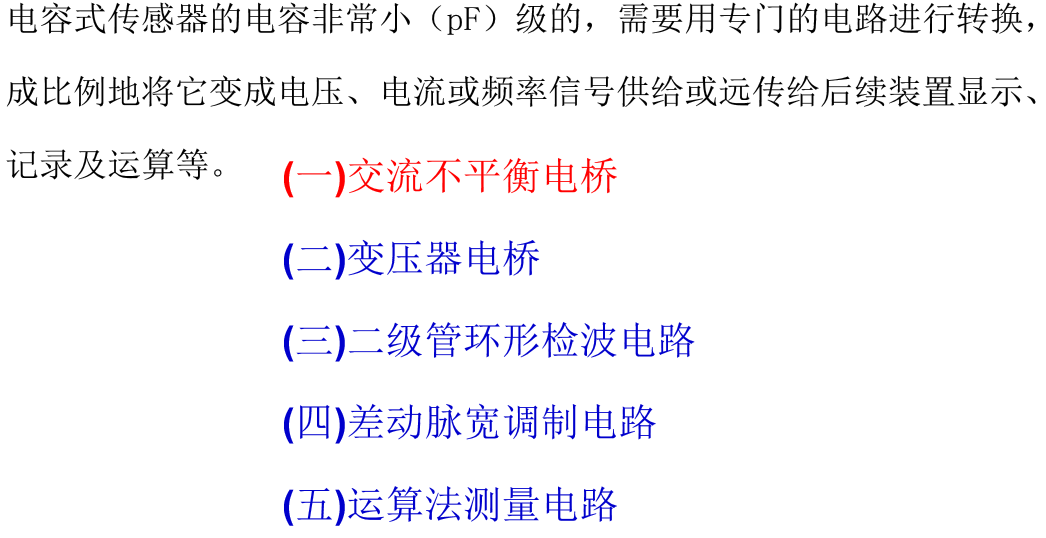 电容式传感器的电容非常小（pF）级的，需要用专门的电路进行转换，
成比例地将它变成电压、电流或频率信号供给或远传给后续装置显示、
记录及运算等。
(一)交流不平衡电桥
(二)变压器电桥
(三)二级管环形检波电路
(四)差动脉宽调制电路
(五)运算法测量电路